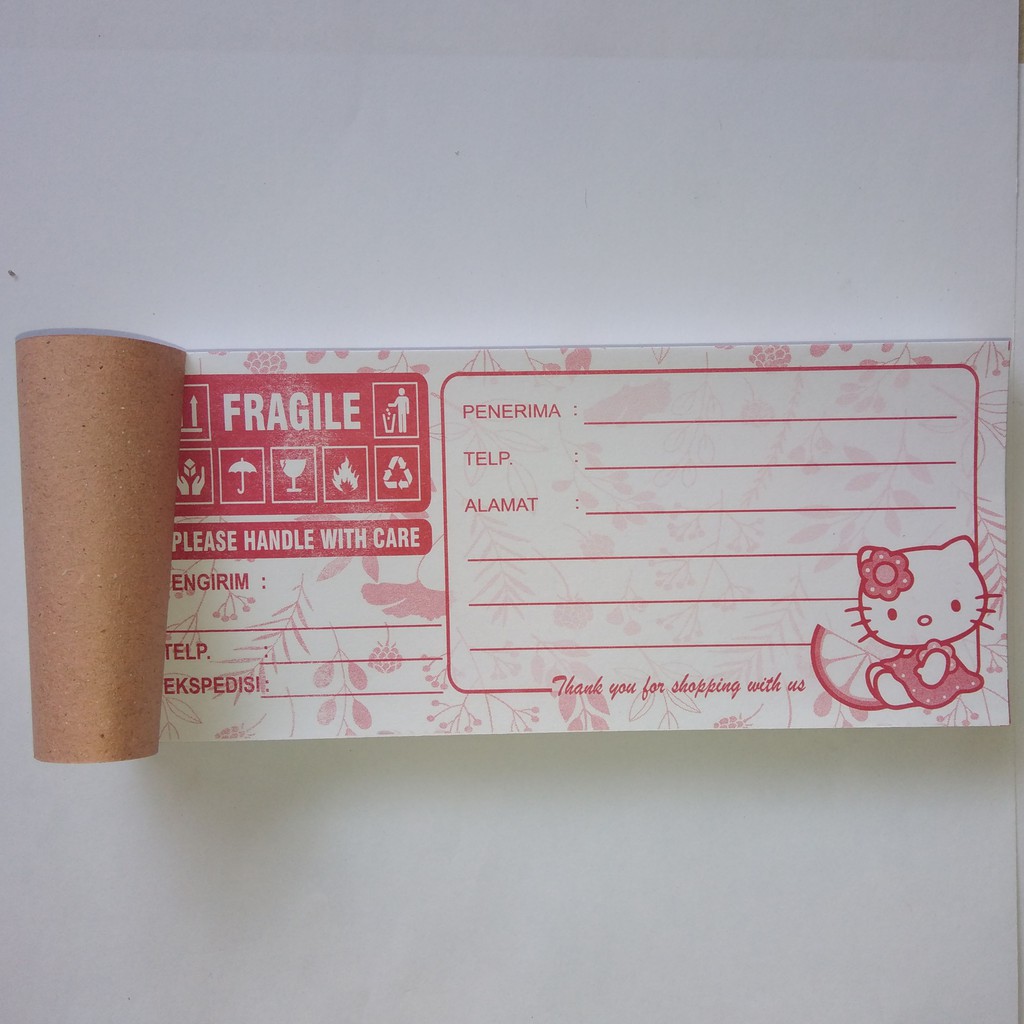 FRAGILE
PLEASE HANDLE WITH CARE
ENGIRIM :
TELP. :
EKSPEDISI :
PENERIMA :
TELP. :
ALAMAT :
Thank you for shopping with us